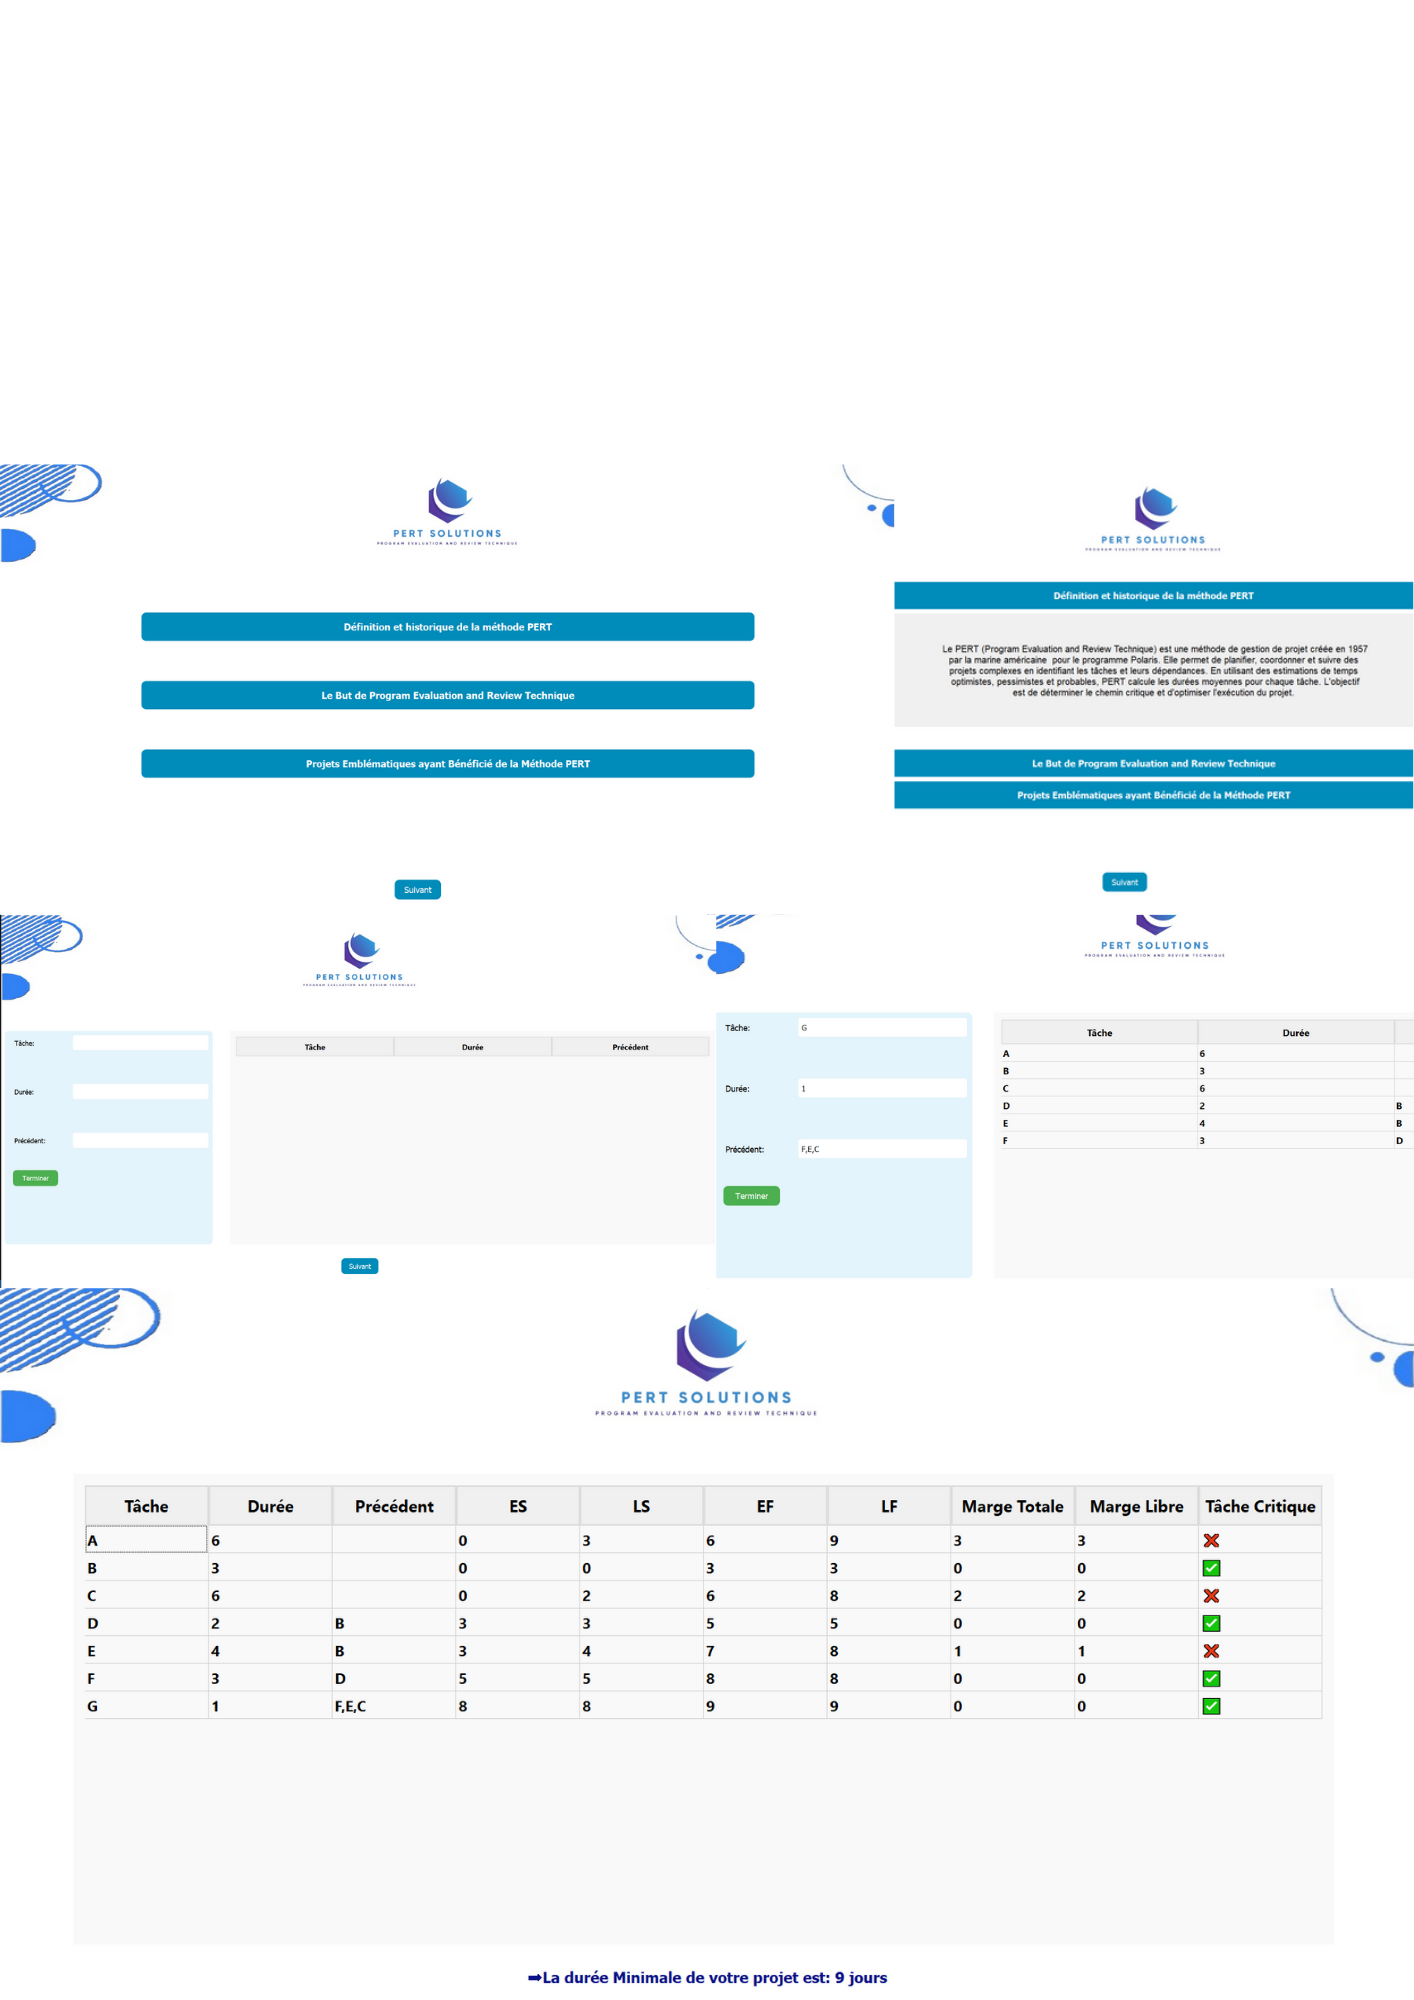 PERT SOLUTIONS
PROGRAM EVALUATION AND REVIEW TECHNIQUE
Définition et historique de la méthode PERT
Le But de Program Evaluation and Review Technique
Projets Emblématiques ayant Bénéficié de la Méthode PERT
Suivant
PERT SOLUTIONS
PROGRAM EVALUATION AND REVIEW TECHNIQUE
Définition et historique de la méthode PERT
Le PERT (Program Evaluation and Review Technique) est une méthode de gestion de projet créée en 1957
par la marine américaine pour le programme Polaris. Elle permet de planifier, coordonner et suivre des
projets complexes en identifiant les tâches et leurs dépendances. En utilisant des estimations de temps
optimistes, pessimistes et probables, PERT calcule les durées moyennes pour chaque tâche. L'objectif
est de déterminer le chemin critique et d'optimiser l'exécution du projet.
Le But de Program Evaluation and Review Technique
Projets Emblématiques ayant Bénéficié de la Méthode PERT
Suivant
PERT SOLUTIONS
PROGRAM EVALUATION AND REVIEW TECHNIQUE
Tâche:
Durée:
Précédent:
Terminer
Tâche Durée Précédent
Suivant
PERT SOLUTIONS
PROGRAM EVALUATION AND REVIEW TECHNIQUE
Tâche: G
Durée: 1
Précédent: F,E,C
Terminer
Tâche Durée
A 6
B 3
C 6
D 2 B
E 4 B
F 3 D
PERT SOLUTIONS
PROGRAM EVALUATION AND REVIEW TECHNIQUE
Tâche Durée Précédent ES LS EF LF Marge Totale Marge Libre Tâche Critique
A 6 0 3 6 9 3 3 ❌
B 3 0 0 3 3 0 0 ✅
C 6 0 2 6 8 2 2 ❌
D 2 B 3 3 5 5 0 0 ✅
E 4 B 3 4 7 8 1 1 ❌
F 3 D 5 5 8 8 0 0 ✅
G 1 F,E,C 8 8 9 9 0 0 ✅
➡La durée Minimale de votre projet est: 9 jours